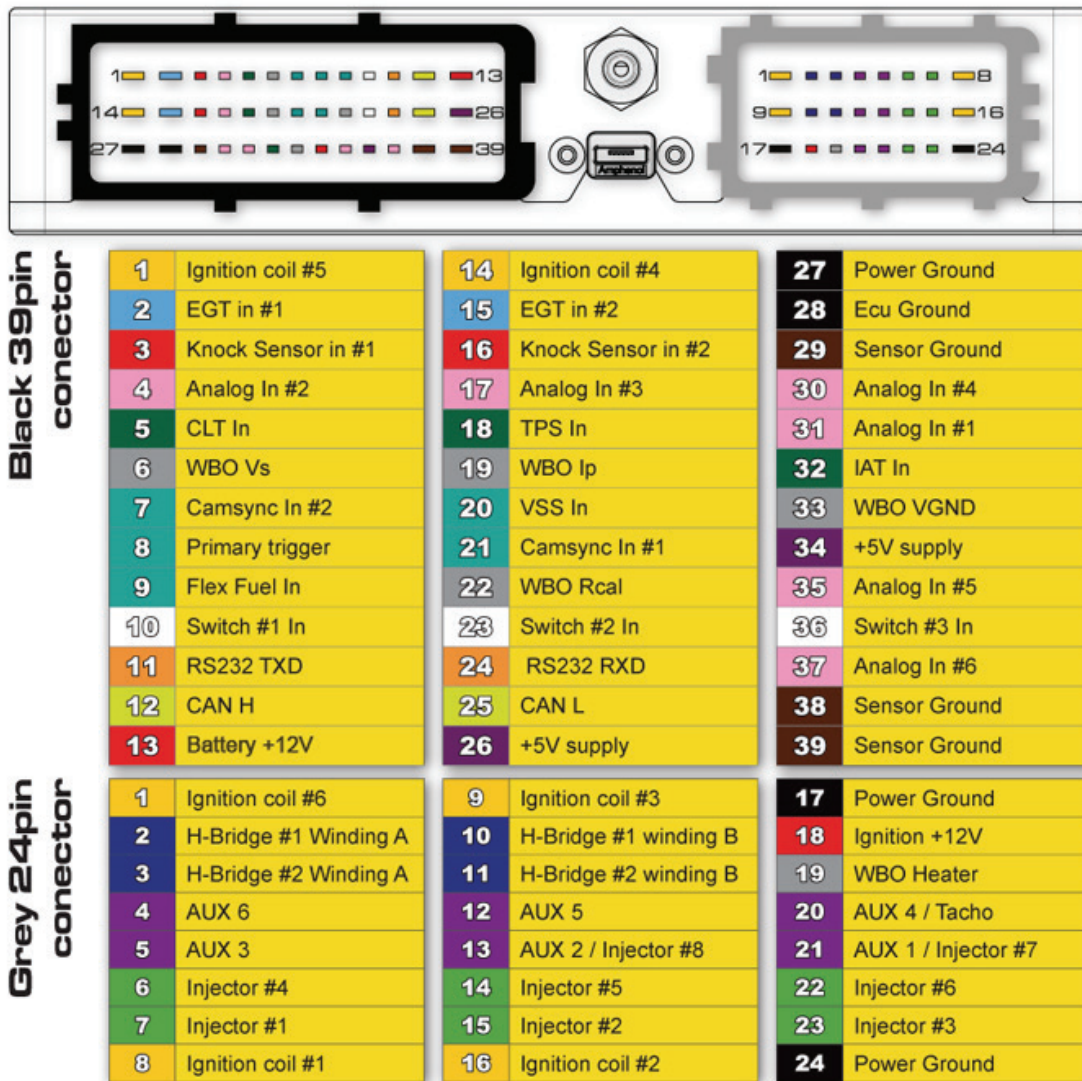 1 13 1 8
14 26 9 16
27 39 17 24
Amphenol
Black 39pin
conector
1 Ignition coil #5 14 Ignition coil #4 27 Power Ground
2 EGT in #1 15 EGT in #2 28 Ecu Ground
3 Knock Sensor in #1 16 Knock Sensor in #2 29 Sensor Ground
4 Analog In #2 17 Analog In #3 30 Analog In #4
5 CLT In 18 TPS In 31 Analog In #1
6 WBO Vs 19 WBO Ip 32 IAT In
7 Camsync In #2 20 VSS In 33 WBO VGND
8 Primary trigger 21 Camsync In #1 34 +5V supply
9 Flex Fuel In 22 WBO Rcal 35 Analog In #5
10 Switch #1 In 23 Switch #2 In 36 Switch #3 In
11 RS232 TXD 24 RS232 RXD 37 Analog In #6
12 CAN H 25 CAN L 38 Sensor Ground
13 Battery +12V 26 +5V supply 39 Sensor Ground
Grey 24pin
conector
1 Ignition coil #6 9 Ignition coil #3 17 Power Ground
2 H-Bridge #1 Winding A 10 H-Bridge #1 winding B 18 Ignition +12V
3 H-Bridge #2 Winding A 11 H-Bridge #2 winding B 19 WBO Heater
4 AUX 6 12 AUX 5 20 AUX 4 / Tacho
5 AUX 3 13 AUX 2 / Injector #8 21 AUX 1 / Injector #7
6 Injector #4 14 Injector #5 22 Injector #6
7 Injector #1 15 Injector #2 23 Injector #3
8 Ignition coil #1 16 Ignition coil #2 24 Power Ground